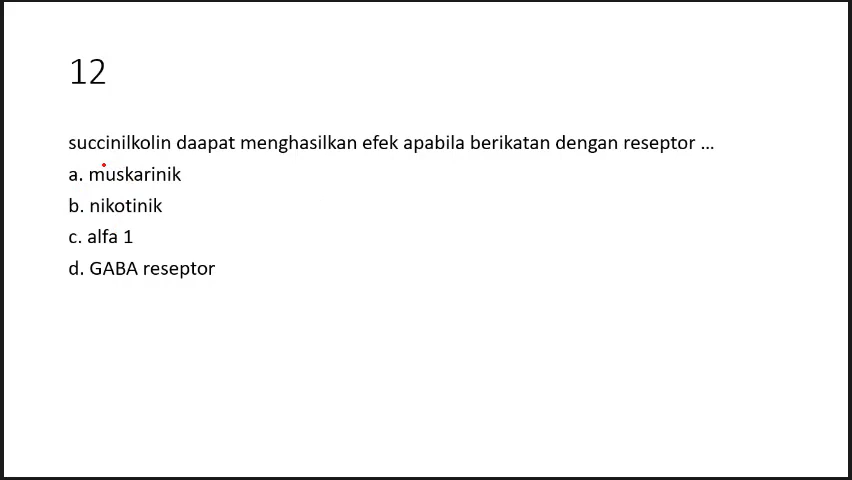 12
succinilkolin daapat menghasilkan efek apabila berikatan dengan reseptor ...
a. muskarinik
b. nikotinik
c. alfa 1
d. GABA reseptor